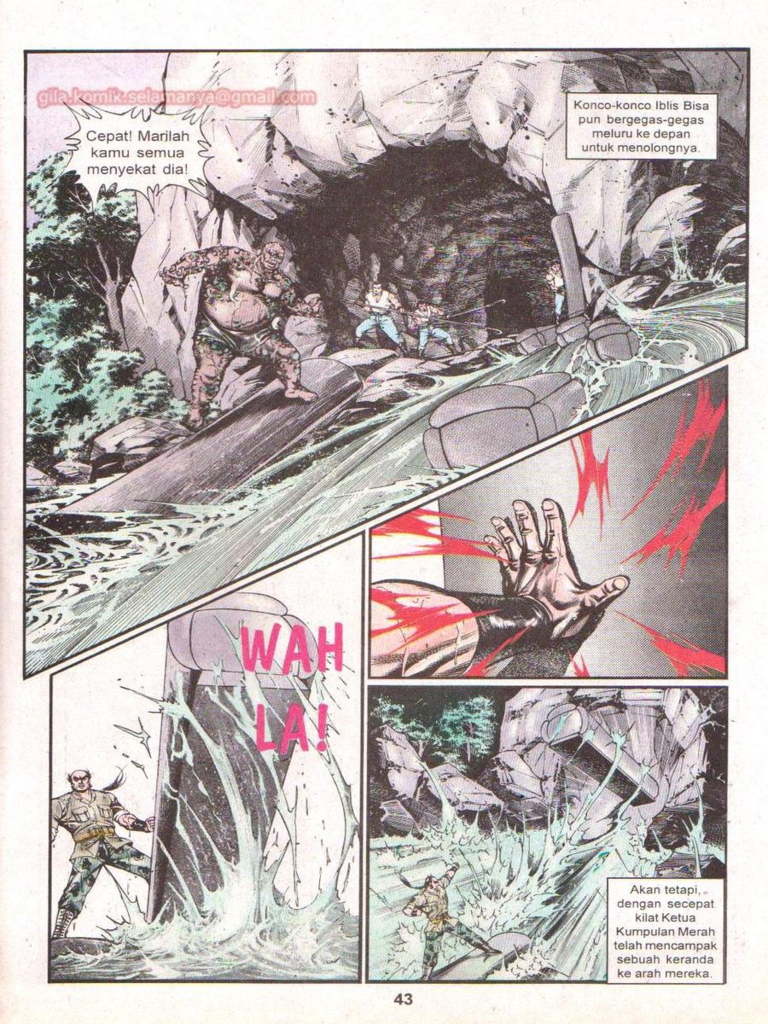 gila.komik.selamanya@gmail.com
Cepat! Marilah
kamu semua
menyekat dia!
Konco-konco Iblis Bisa
pun bergegas-gegas
meluru ke depan
untuk menolongnya.
WAH
LA!
Akan tetapi,
dengan secepat
kilat Ketua
Kumpulan Merah
telah mencampak
sebuah keranda
ke arah mereka.
43